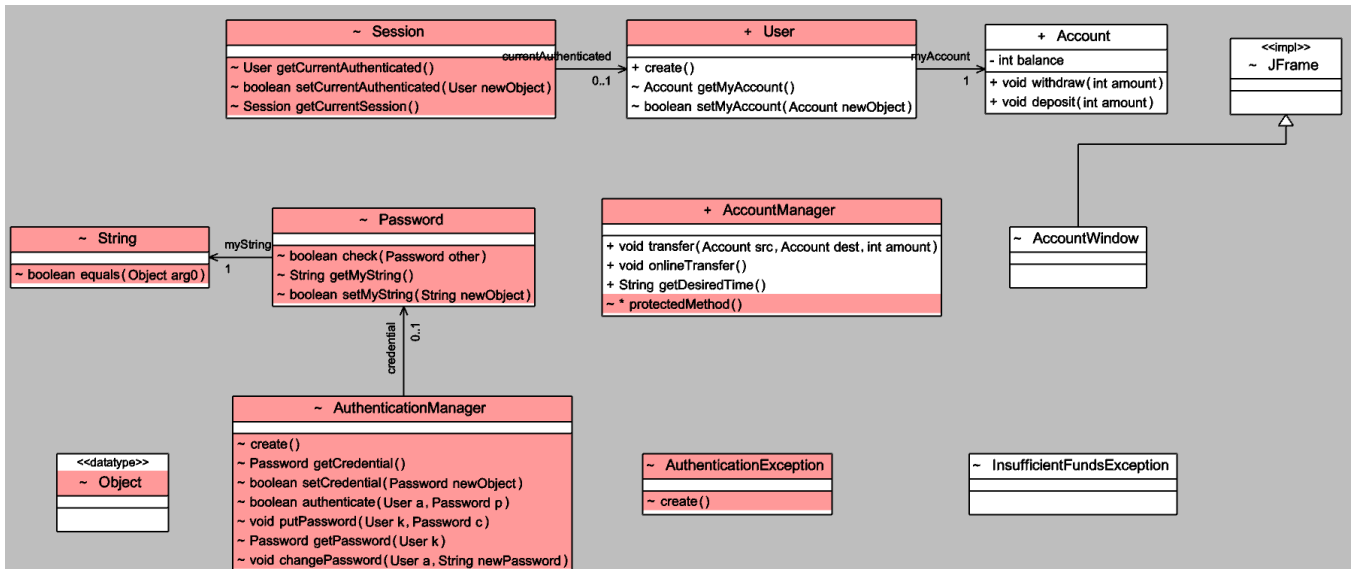 ~ Session
~ User getCurrentAuthenticated()
~ boolean setCurrentAuthenticated(User newObject)
~ Session getCurrentSession()
currentAuthenticated
0..1
+ User
+ create()
~ Account getMyAccount()
~ boolean setMyAccount(Account newObject)
myAccount
1
+ Account
- int balance
+ void withdraw(int amount)
+ void deposit(int amount)
<<impl>>
~ JFrame
~ String
~ boolean equals(Object arg0)
myString
1
~ Password
~ boolean check(Password other)
~ String getMyString()
~ boolean setMyString(String newObject)
+ AccountManager
+ void transfer(Account src, Account dest, int amount)
+ void onlineTransfer()
+ String getDesiredTime()
~ * protectedMethod()
~ AccountWindow
credential
0..1
~ AuthenticationManager
~ create()
~ Password getCredential()
~ boolean setCredential(Password newObject)
~ boolean authenticate(User a, Password p)
~ void putPassword(User k, Password c)
~ Password getPassword(User k)
~ void changePassword(User a, String newPassword)
<<datatype>>
~ Object
~ AuthenticationException
~ create()
~ InsufficientFundsException